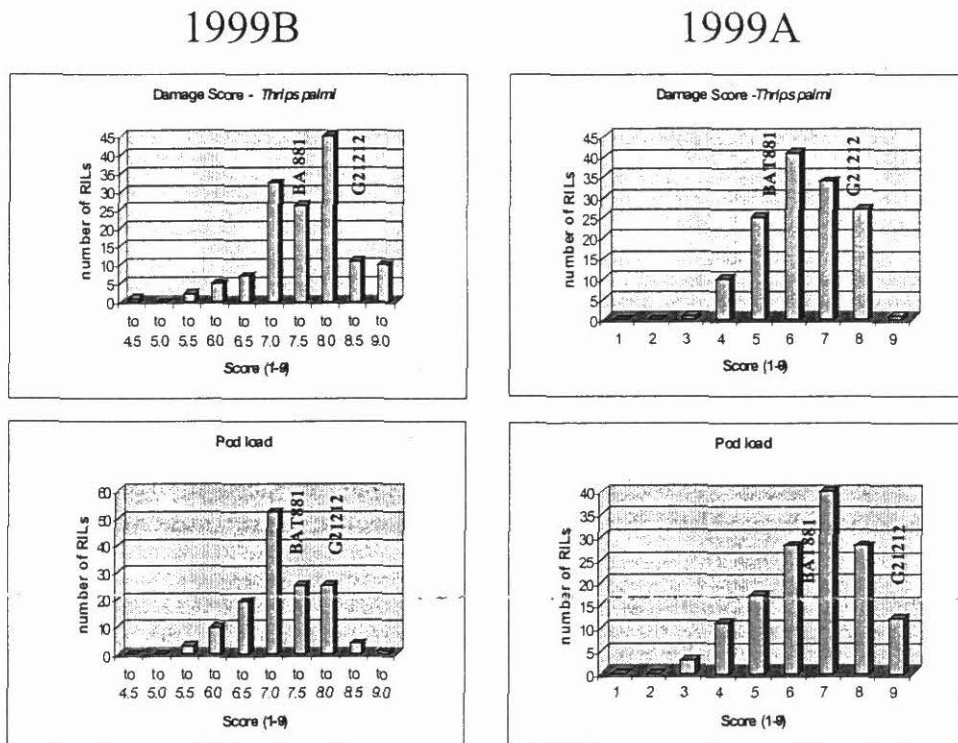 1999B
1999A
Damage Score - Thrips palmi
45
40
35
30
25
20
15
10
5
0
number of RILs
BAT881
G21212
to to to to to to to to to to
4.5 5.0 5.5 6.0 6.5 7.0 7.5 8.0 8.5 9.0
Score (1-9)
Damage Score -Thrips palmi
45
40
35
30
25
20
15
10
5
0
number of RILs
BAT881
G21212
1 2 3 4 5 6 7 8 9
Score (1-9)
Pod load
60
50
40
30
20
10
0
number of RILs
BAT881
G21212
to to to to to to to to to to
4.5 5.0 5.5 6.0 6.5 7.0 7.5 8.0 8.5 9.0
Score (1-9)
Pod load
40
35
30
25
20
15
10
5
0
number of RILs
BAT881
G21212
1 2 3 4 5 6 7 8 9
Score (1-9)